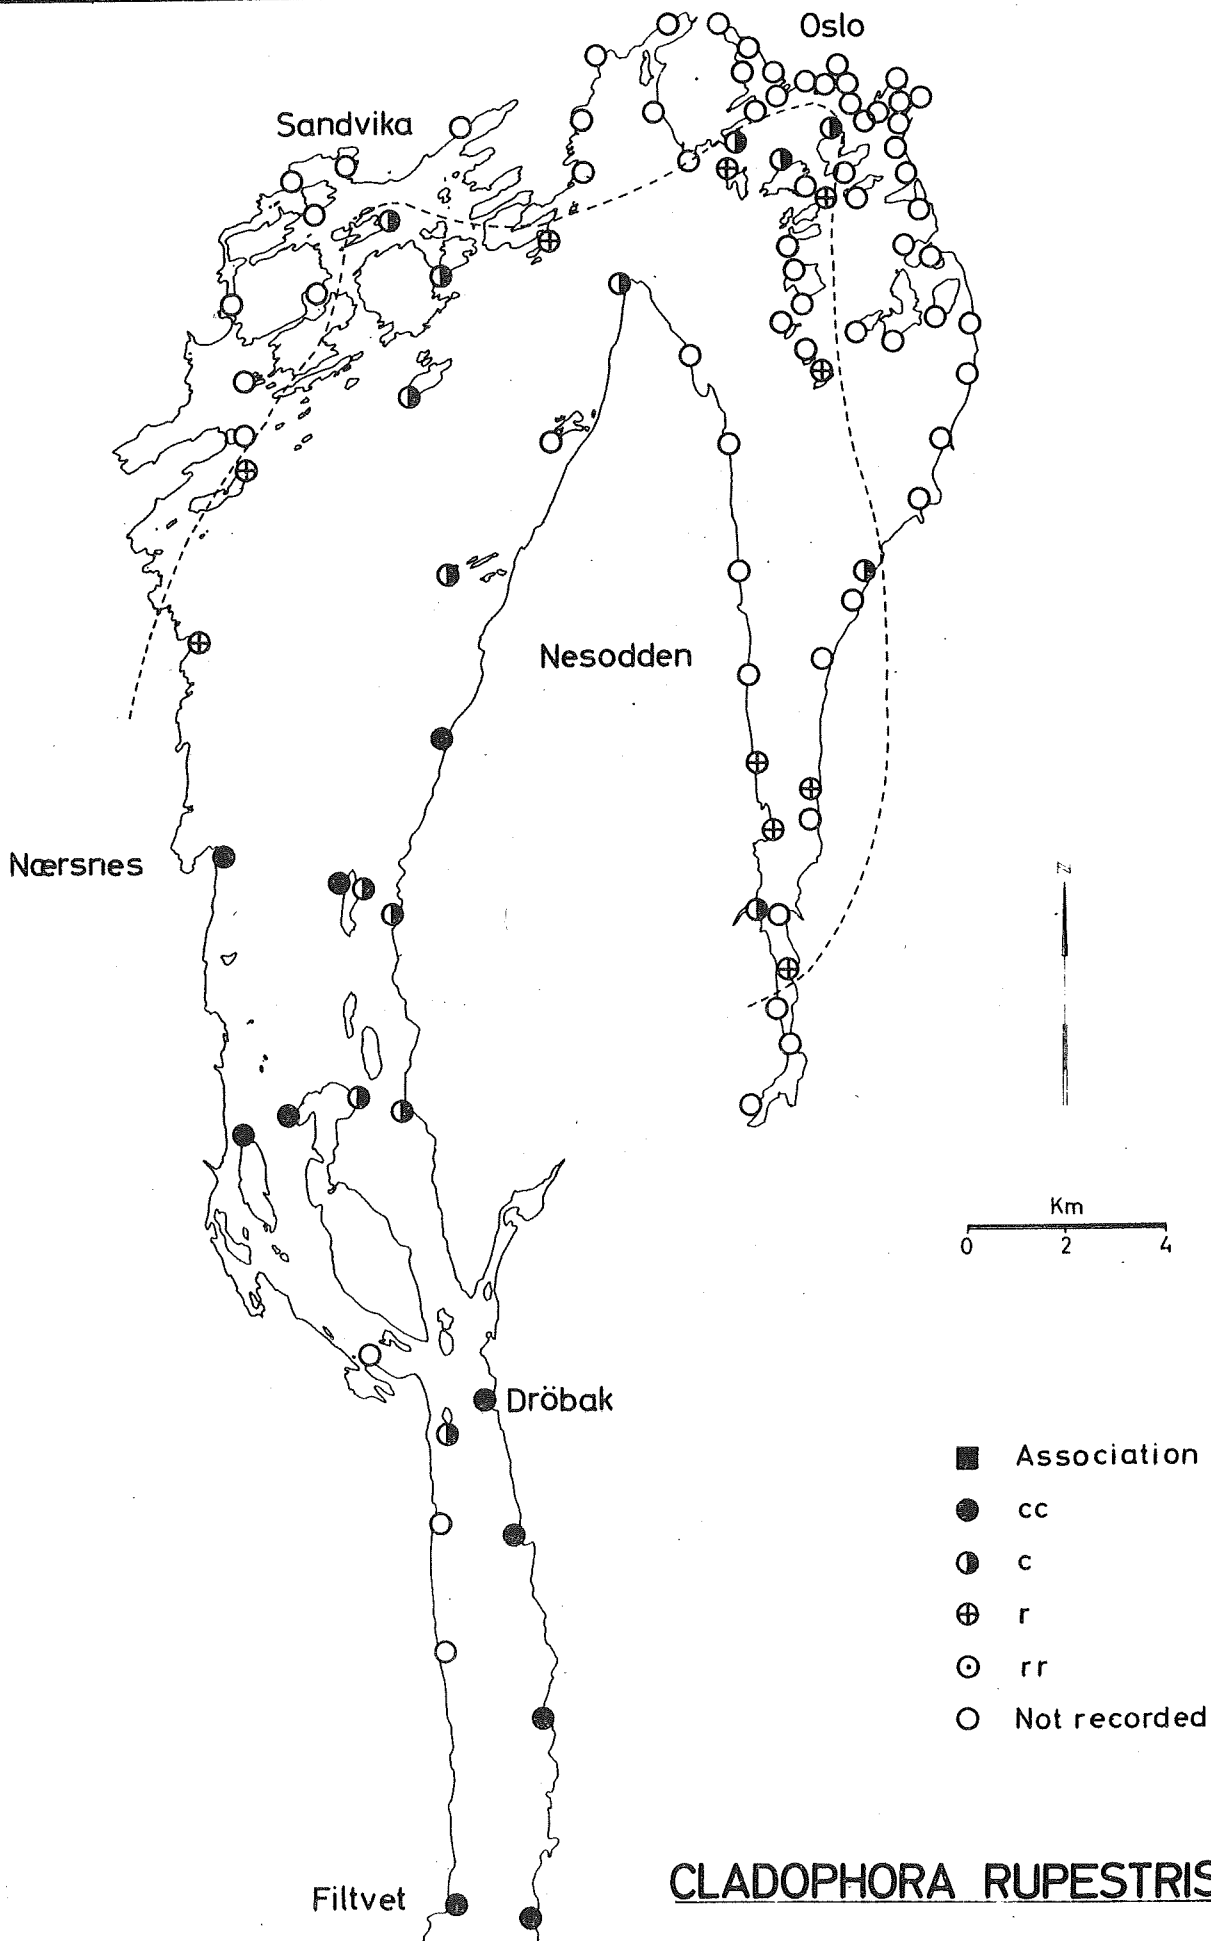 Oslo
Sandvika
Nesodden
Nærsnes
N
Km
0 2 4
Dröbak
Association
cc
c
r
rr
Not recorded
Filtvet
CLADOPHORA RUPESTRIS